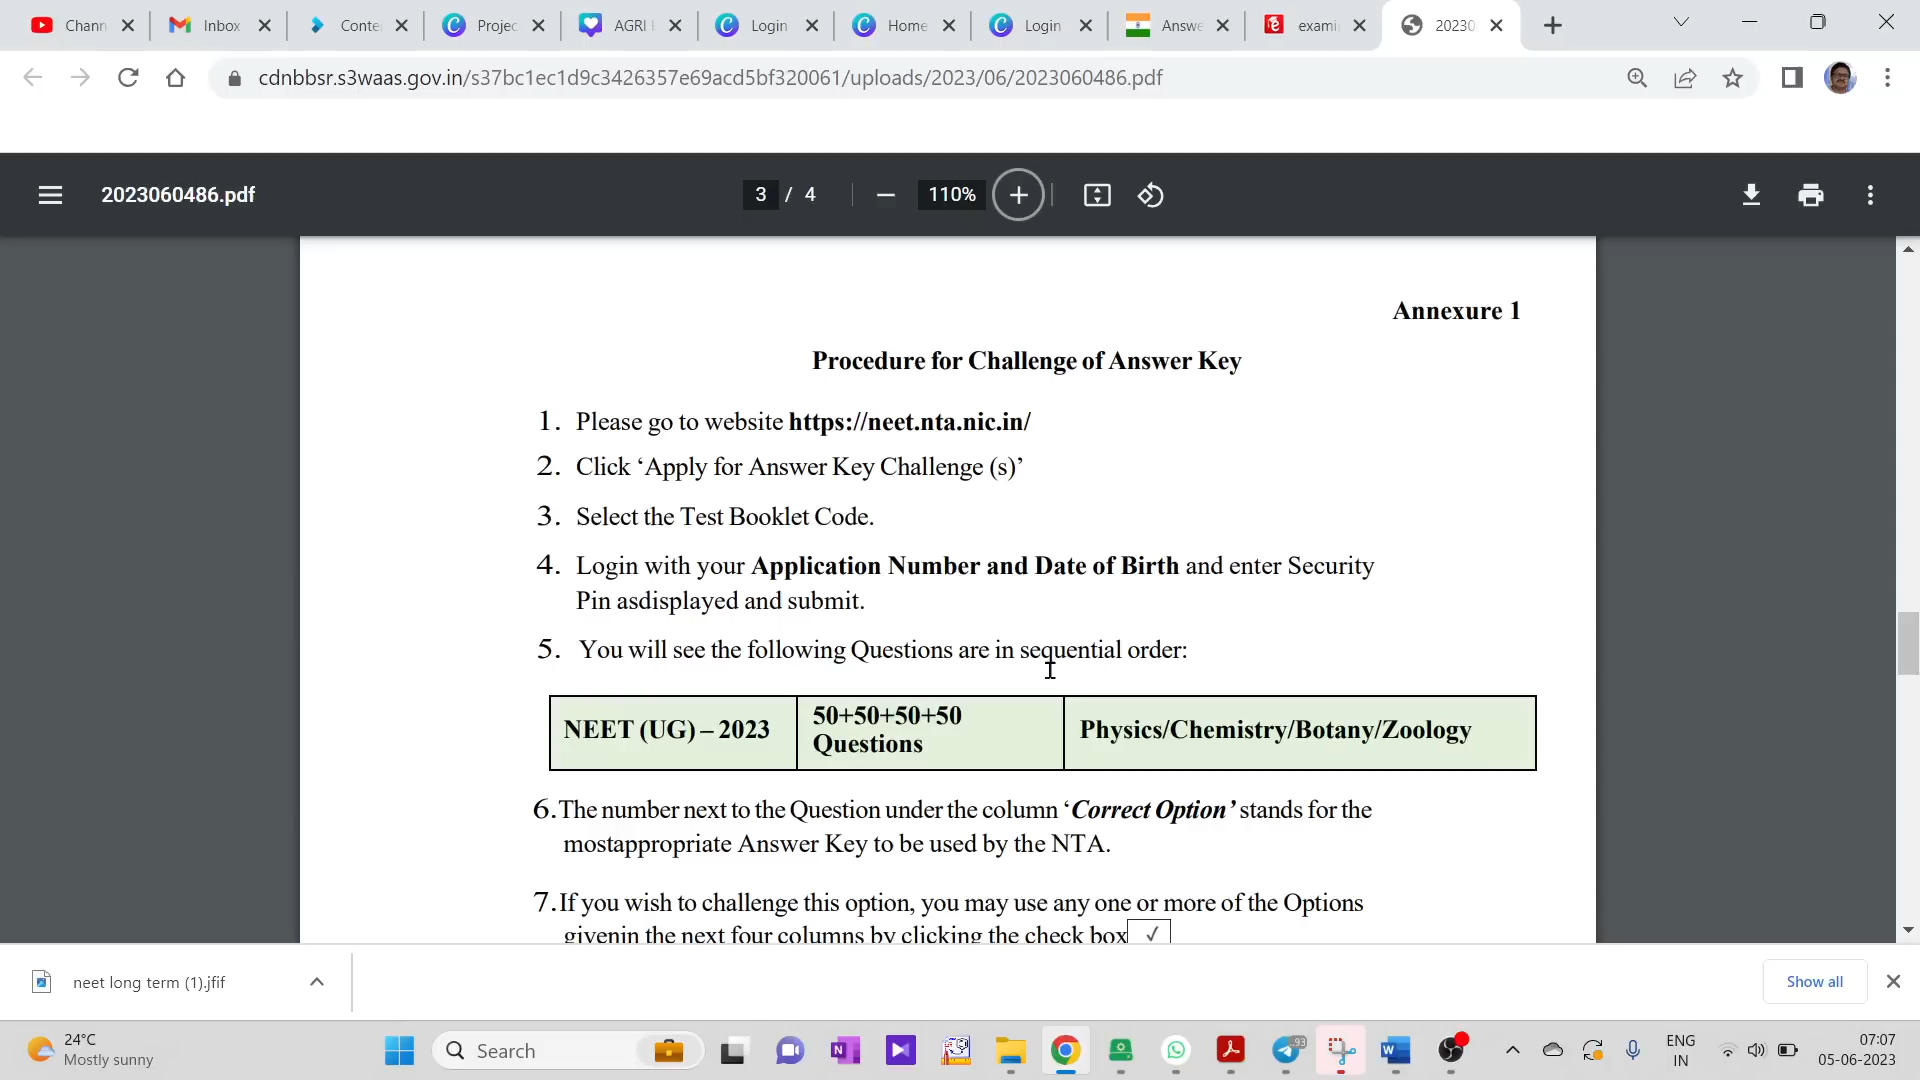 Chann
Inbox
Conte
Projec
AGRI
Login
Home
Login
Answe
exami
20230
cdnbbsr.s3waas.gov.in/s37bc1ec1d9c3426357e69acd5bf320061/uploads/2023/06/2023060486.pdf
2023060486.pdf
3 / 4
110%
Annexure 1
Procedure for Challenge of Answer Key
1. Please go to website https://neet.nta.nic.in/
2. Click ‘Apply for Answer Key Challenge (s)’
3. Select the Test Booklet Code.
4. Login with your Application Number and Date of Birth and enter Security
Pin asdisplayed and submit.
5. You will see the following Questions are in sequential order:
NEET (UG) – 2023
50+50+50+50
Questions
Physics/Chemistry/Botany/Zoology
6.The number next to the Question under the column ‘Correct Option’ stands for the
mostappropriate Answer Key to be used by the NTA.
7.If you wish to challenge this option, you may use any one or more of the Options
givenin the next four columns by clicking the check box ✓
neet long term (1).jfif
Show all
24°C
Mostly sunny
Search
N
93
W
ENG
IN
07:07
05-06-2023